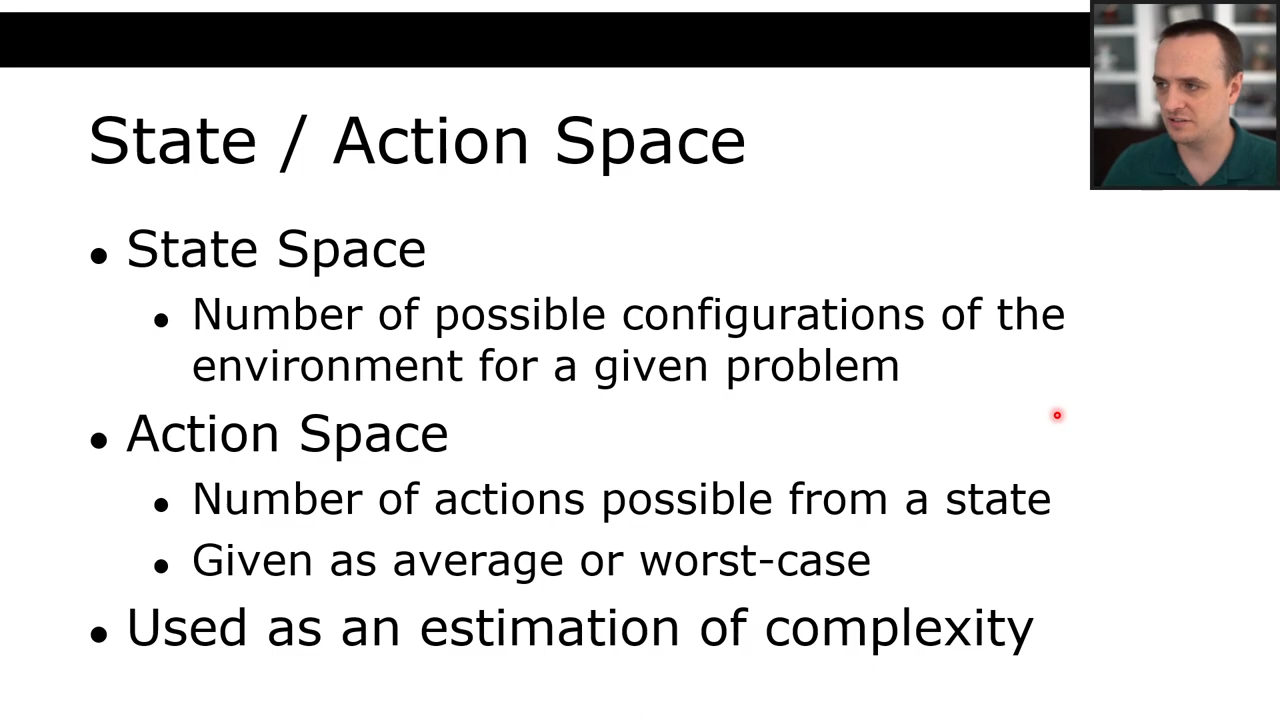 State / Action Space
• State Space
• Number of possible configurations of the
environment for a given problem
• Action Space
• Number of actions possible from a state
• Given as average or worst-case
• Used as an estimation of complexity